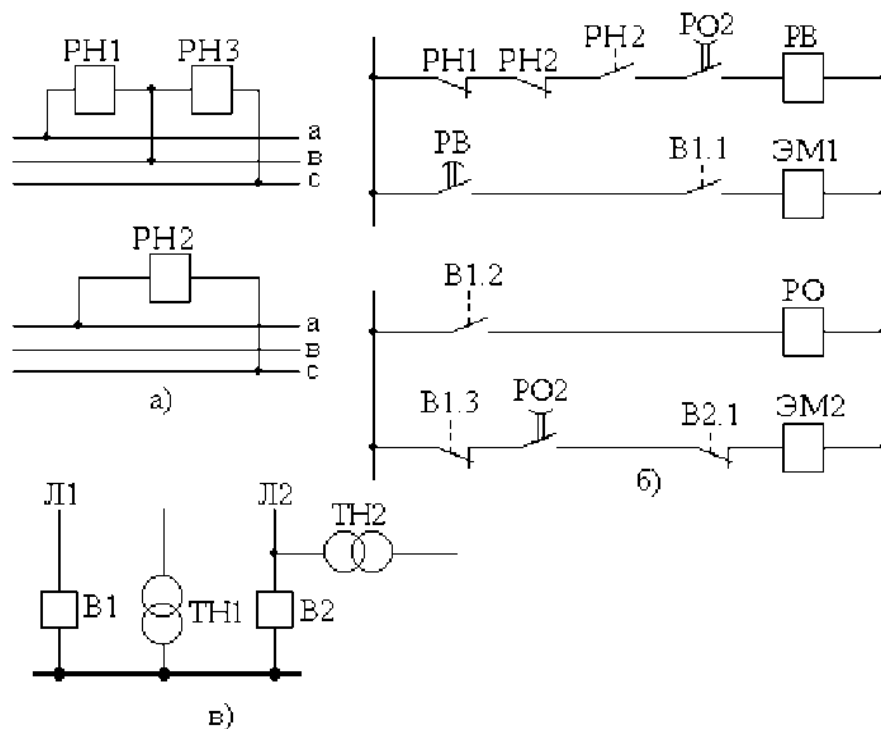 РН1 РН3
а
в
с
РН2
а
в
с
а)
РН1 РН2 РН2 РО2 РВ
РВ В1.1 ЭМ1
В1.2 РО
В1.3 РО2 В2.1 ЭМ2
б)
Л1 Л2
ТН2
В1 ТН1 В2
в)